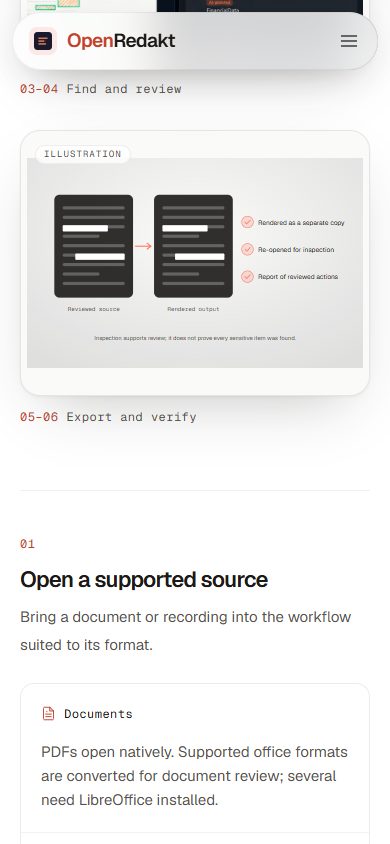 FinancialData
OpenRedakt
03–04 Find and review
ILLUSTRATION
Rendered as a separate copy
Re-opened for inspection
Report of reviewed actions
Reviewed source
Rendered output
Inspection supports review; it does not prove every sensitive item was found.
05–06 Export and verify
01
Open a supported source
Bring a document or recording into the workflow
suited to its format.
Documents
PDFs open natively. Supported office formats
are converted for document review; several
need LibreOffice installed.